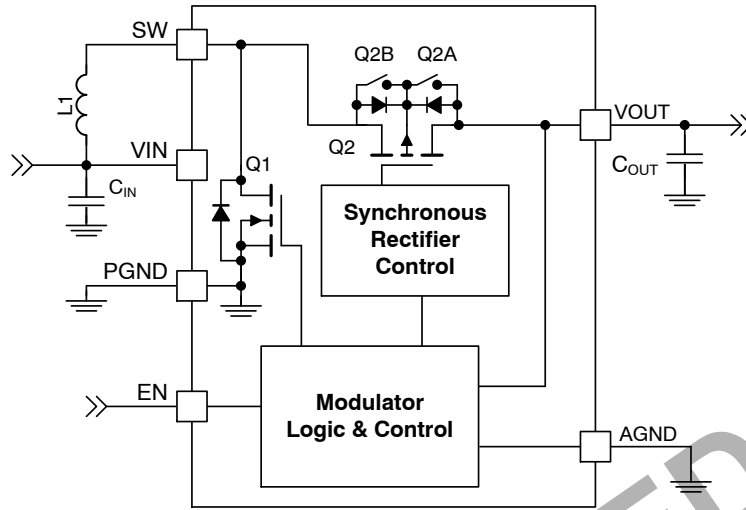 SW
Q2B Q2A
L1
VIN
Q1
Q2
VOUT
CIN
COUT
Synchronous
Rectifier
Control
PGND
EN
Modulator
Logic & Control
AGND